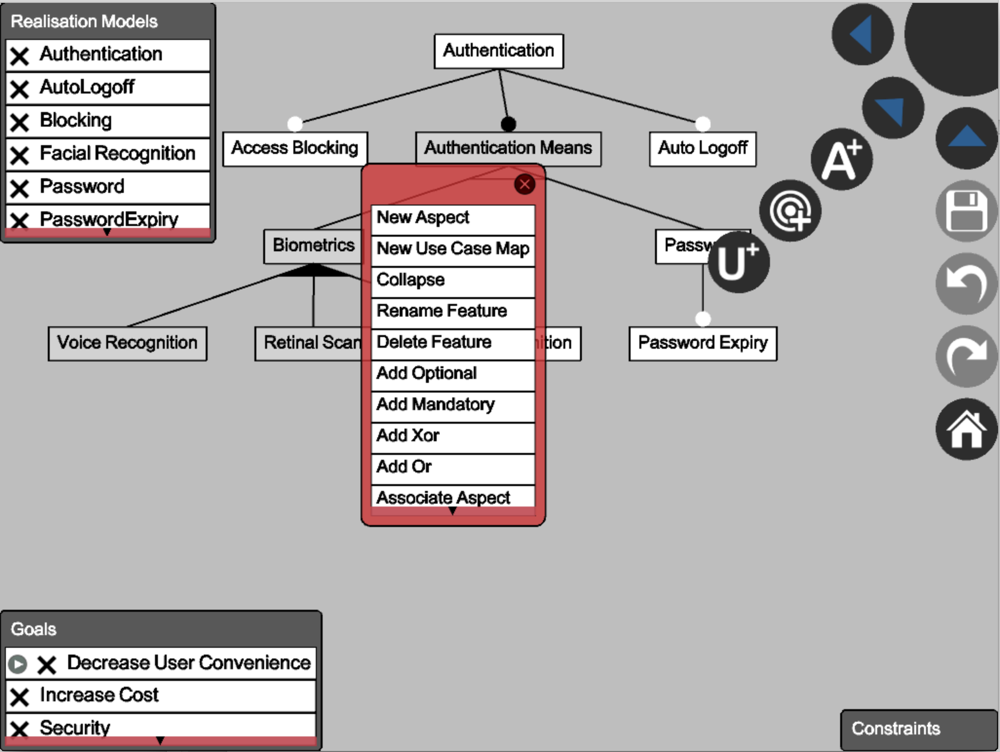 Realisation Models
Authentication
AutoLogoff
Blocking
Facial Recognition
Password
PasswordExpiry
Authentication
Access Blocking
Authentication Means
Auto Logoff
Biometrics
Voice Recognition
Retinal Scan
Password Expiry
New Aspect
New Use Case Map
Collapse
Rename Feature
Delete Feature
Add Optional
Add Mandatory
Add Xor
Add Or
Associate Aspect
A+
U+
Goals
Decrease User Convenience
Increase Cost
Security
Constraints